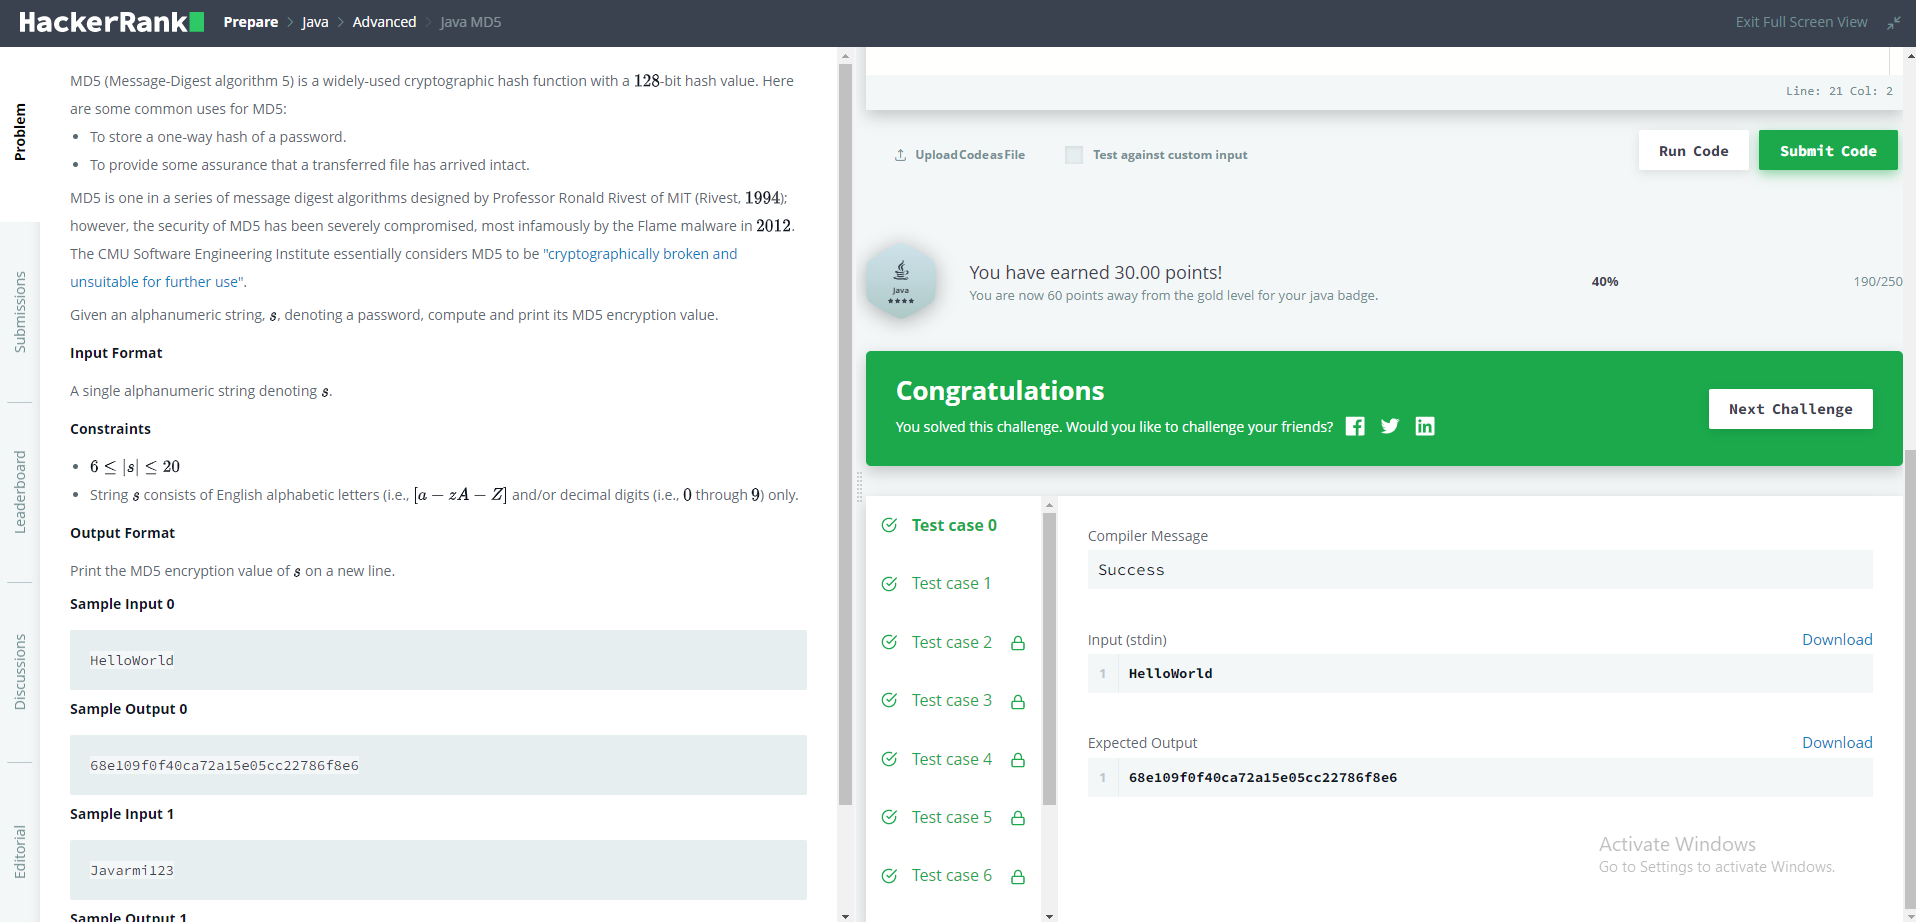 HackerRank
Prepare > Java > Advanced > Java MD5
Exit Full Screen View
Problem
Submissions
Leaderboard
Discussions
Editorial
MD5 (Message-Digest algorithm 5) is a widely-used cryptographic hash function with a 128-bit hash value. Here
are some common uses for MD5:
• To store a one-way hash of a password.
• To provide some assurance that a transferred file has arrived intact.
MD5 is one in a series of message digest algorithms designed by Professor Ronald Rivest of MIT (Rivest, 1994);
however, the security of MD5 has been severely compromised, most infamously by the Flame malware in 2012.
The CMU Software Engineering Institute essentially considers MD5 to be "cryptographically broken and
unsuitable for further use".
Given an alphanumeric string, s, denoting a password, compute and print its MD5 encryption value.
Input Format
A single alphanumeric string denoting s.
Constraints
• 6 ≤ |s| ≤ 20
• String s consists of English alphabetic letters (i.e., [a − zA − Z] and/or decimal digits (i.e., 0 through 9) only.
Output Format
Print the MD5 encryption value of s on a new line.
Sample Input 0
HelloWorld
Sample Output 0
68e109f0f40ca72a15e05cc22786f8e6
Sample Input 1
Javarmi123
Sample Output 1
Line: 21 Col: 2
Upload Code as File
Test against custom input
Run Code
Submit Code
Java
You have earned 30.00 points!
You are now 60 points away from the gold level for your java badge.
40%
190/250
Congratulations
You solved this challenge. Would you like to challenge your friends?
Next Challenge
Test case 0
Test case 1
Test case 2
Test case 3
Test case 4
Test case 5
Test case 6
Compiler Message
Success
Input (stdin)
Download
1 HelloWorld
Expected Output
Download
1 68e109f0f40ca72a15e05cc22786f8e6
Activate Windows
Go to Settings to activate Windows.